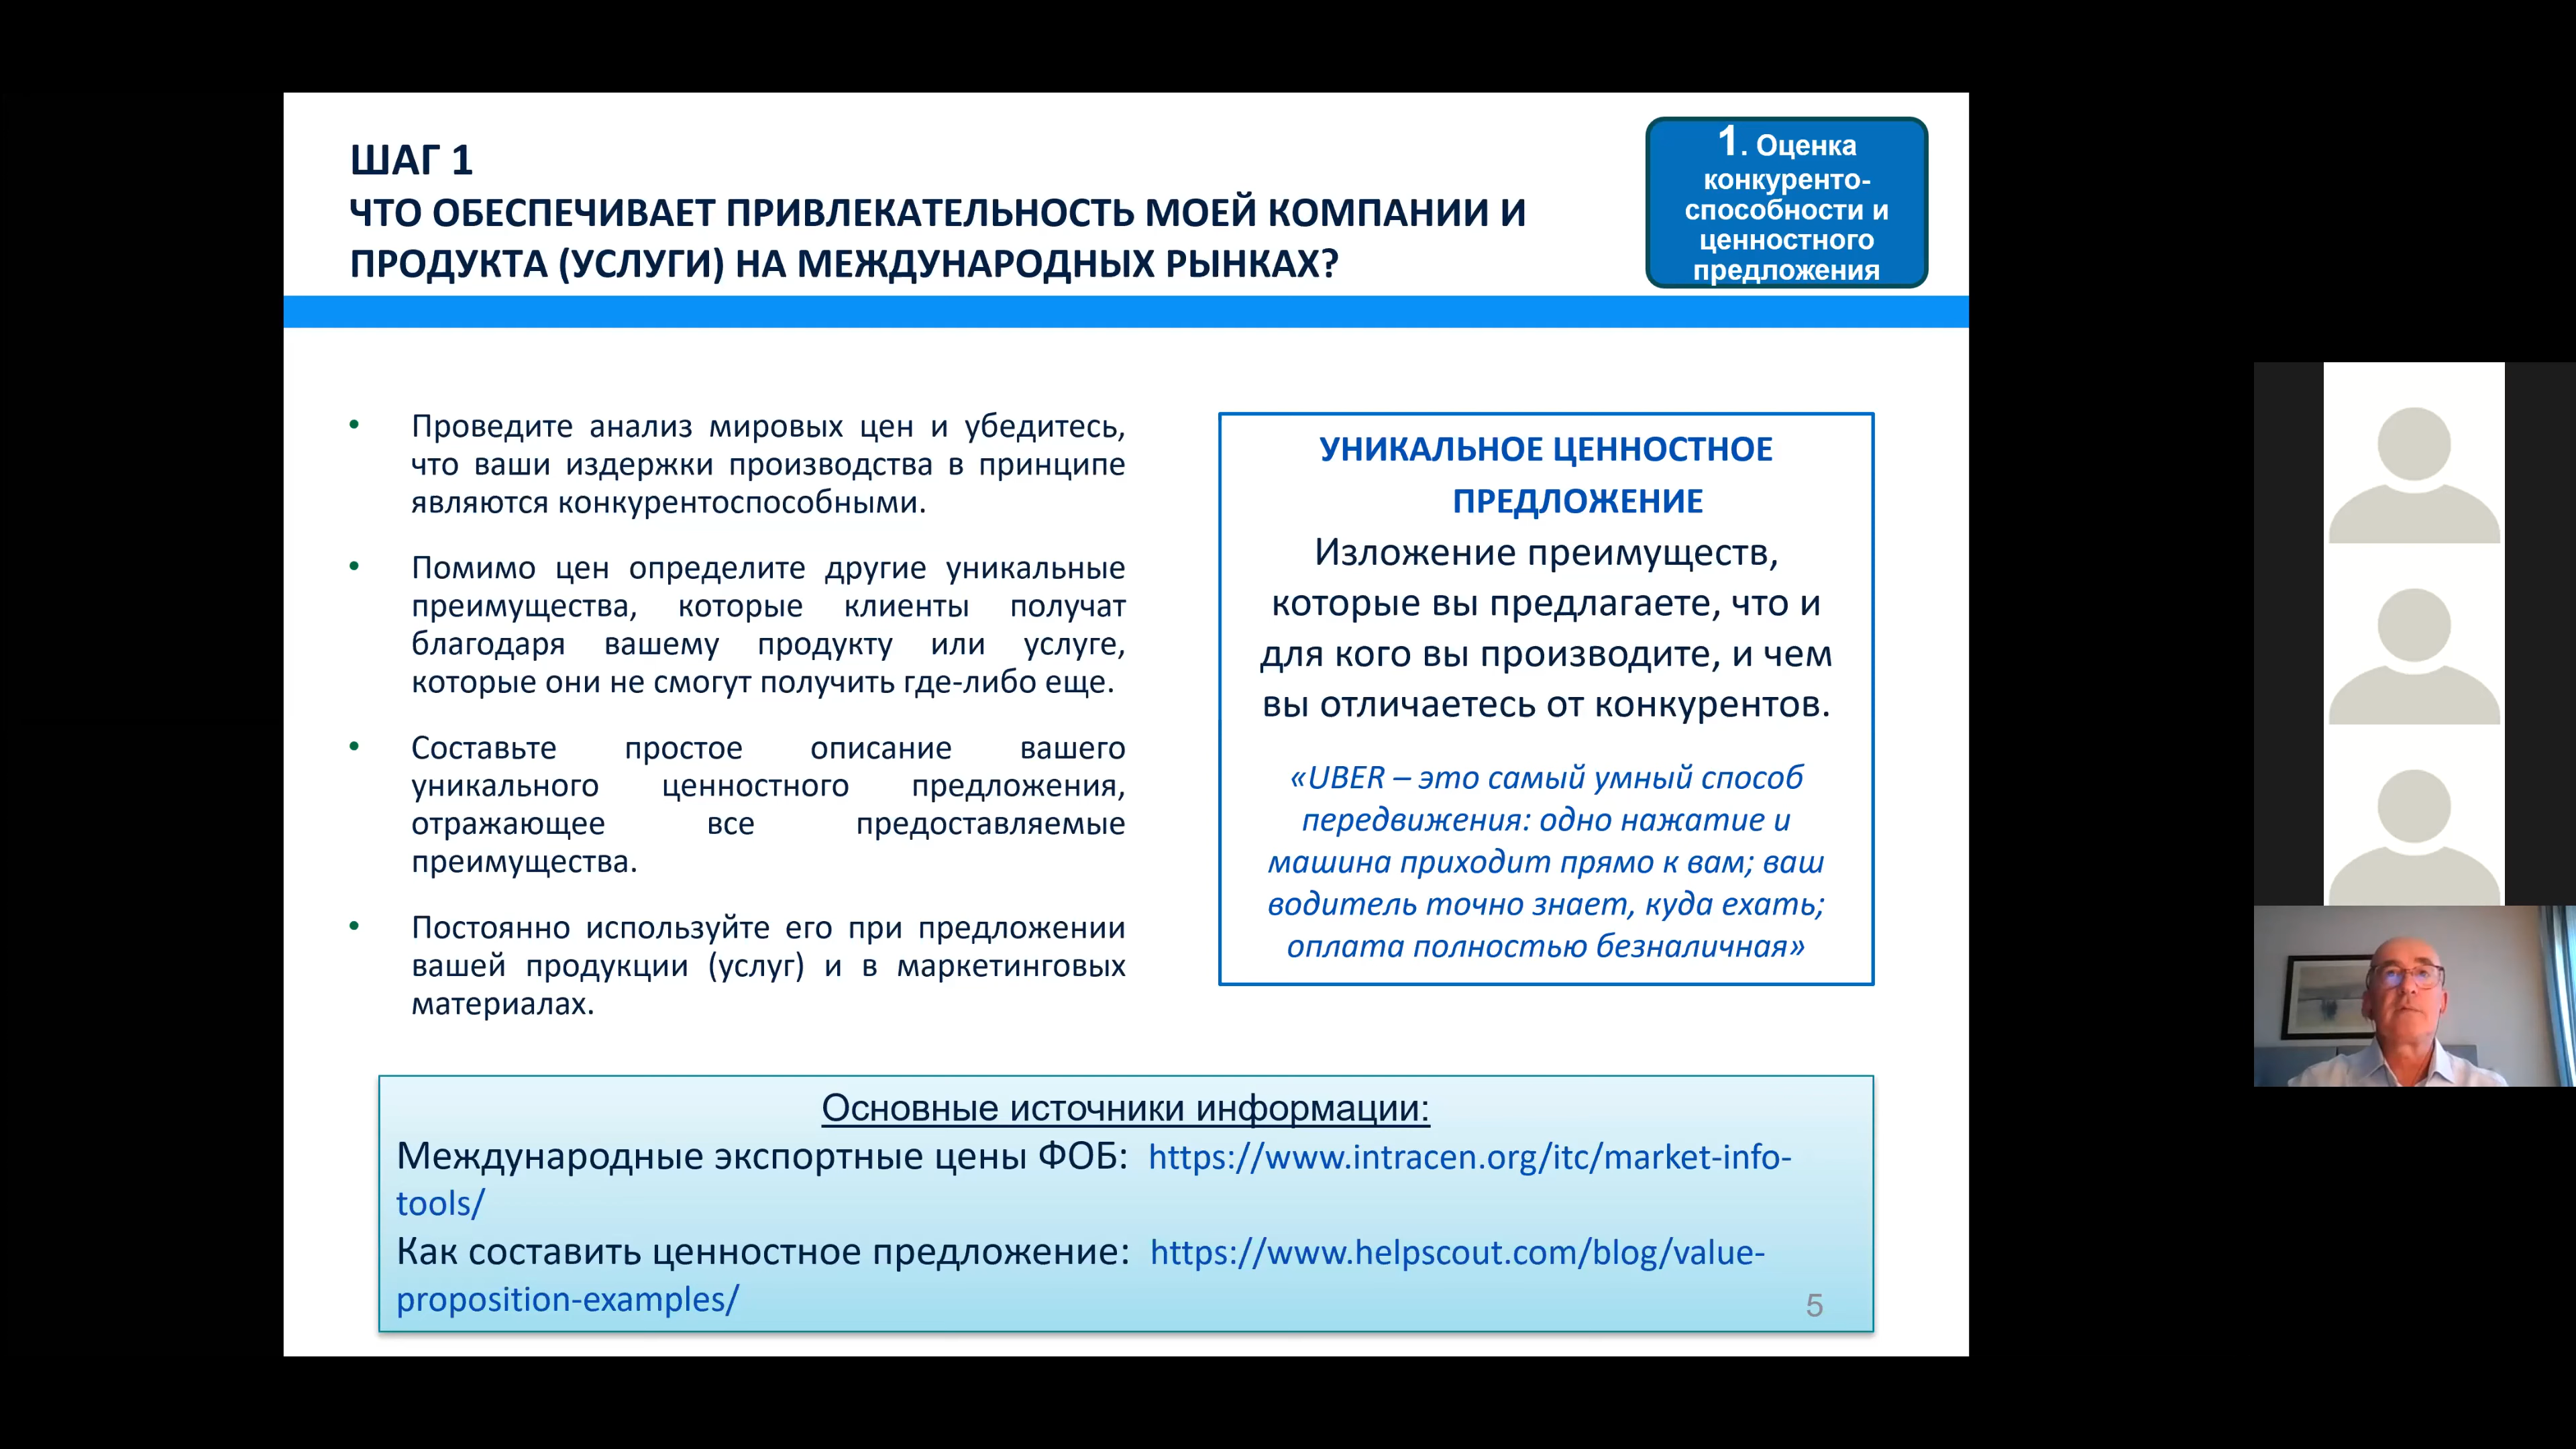 ШАГ 1
ЧТО ОБЕСПЕЧИВАЕТ ПРИВЛЕКАТЕЛЬНОСТЬ МОЕЙ КОМПАНИИ И
ПРОДУКТА (УСЛУГИ) НА МЕЖДУНАРОДНЫХ РЫНКАХ?
1. Оценка
конкуренто-
способности и
ценностного
предложения
• Проведите анализ мировых цен и убедитесь,
что ваши издержки производства в принципе
являются конкурентоспособными.
• Помимо цен определите другие уникальные
преимущества, которые клиенты получат
благодаря вашему продукту или услуге,
которые они не смогут получить где-либо еще.
• Составьте простое описание вашего
уникального ценностного предложения,
отражающее все предоставляемые
преимущества.
• Постоянно используйте его при предложении
вашей продукции (услуг) и в маркетинговых
материалах.
УНИКАЛЬНОЕ ЦЕННОСТНОЕ
ПРЕДЛОЖЕНИЕ
Изложение преимуществ,
которые вы предлагаете, что и
для кого вы производите, и чем
вы отличаетесь от конкурентов.
«UBER – это самый умный способ
передвижения: одно нажатие и
машина приходит прямо к вам; ваш
водитель точно знает, куда ехать;
оплата полностью безналичная»
Основные источники информации:
Международные экспортные цены ФОБ: https://www.intracen.org/itc/market-info-
tools/
Как составить ценностное предложение: https://www.helpscout.com/blog/value-
proposition-examples/
5